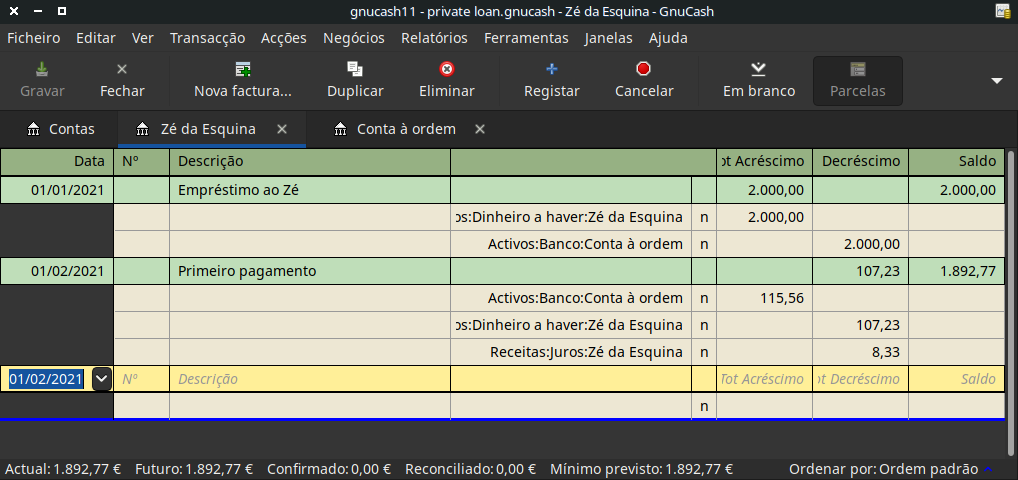 gnucash11 - private loan.gnucash - Zé da Esquina - GnuCash
Ficheiro Editar Ver Transacção Acções Negócios Relatórios Ferramentas Janelas Ajuda
Gravar Fechar Nova factura... Duplicar Eliminar Registar Cancelar Em branco Parcelas
Contas Zé da Esquina Conta à ordem
Data Nº Descrição ot Acréscimo Decréscimo Saldo
01/01/2021 Empréstimo ao Zé 2.000,00 2.000,00
os:Dinheiro a haver:Zé da Esquina n 2.000,00
Activos:Banco:Conta à ordem n 2.000,00
01/02/2021 Primeiro pagamento 107,23 1.892,77
Activos:Banco:Conta à ordem n 115,56
os:Dinheiro a haver:Zé da Esquina n 107,23
Receitas:Juros:Zé da Esquina n 8,33
01/02/2021 Nº Descrição Tot Acréscimo ot Decréscimo Saldo
n
Actual: 1.892,77 € Futuro: 1.892,77 € Confirmado: 0,00 € Reconciliado: 0,00 € Mínimo previsto: 1.892,77 € Ordenar por: Ordem padrão